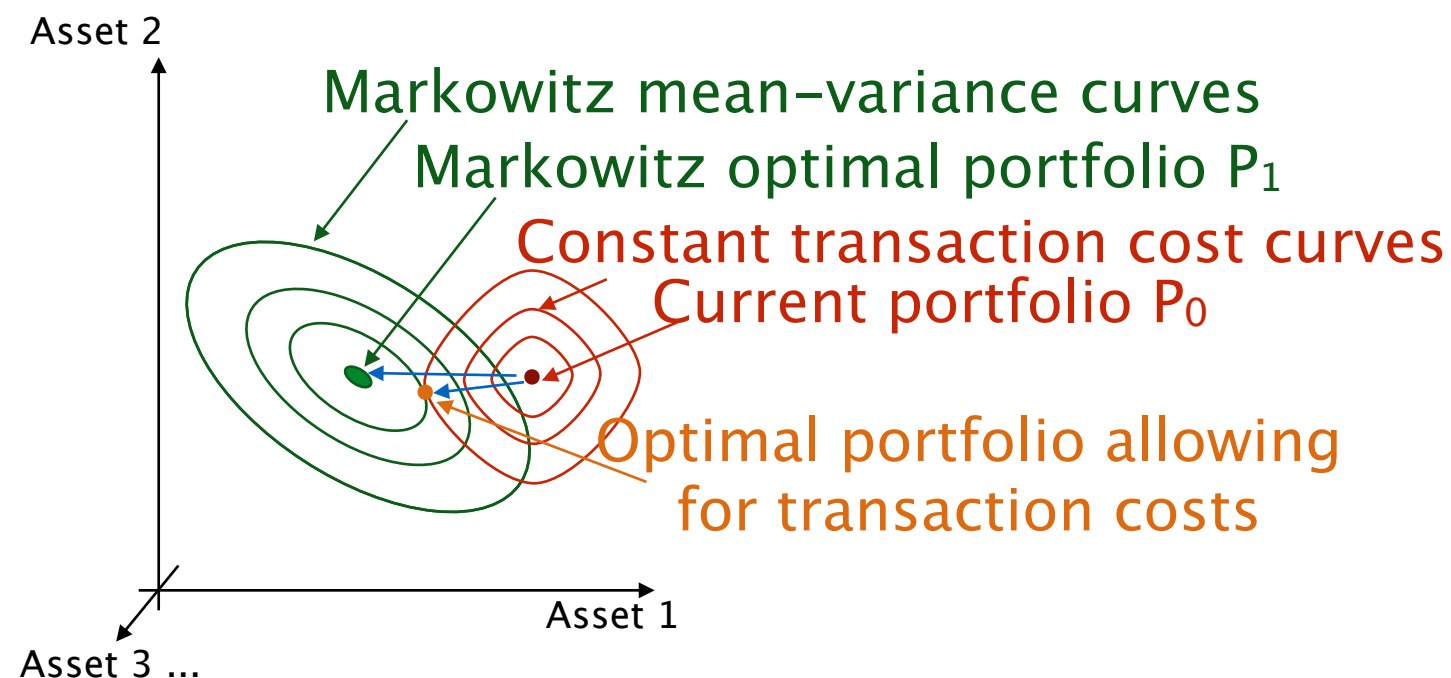 Asset 2
Markowitz mean-variance curves
Markowitz optimal portfolio P₁
Constant transaction cost curves
Current portfolio P₀
Optimal portfolio allowing
for transaction costs
Asset 1
Asset 3 ...